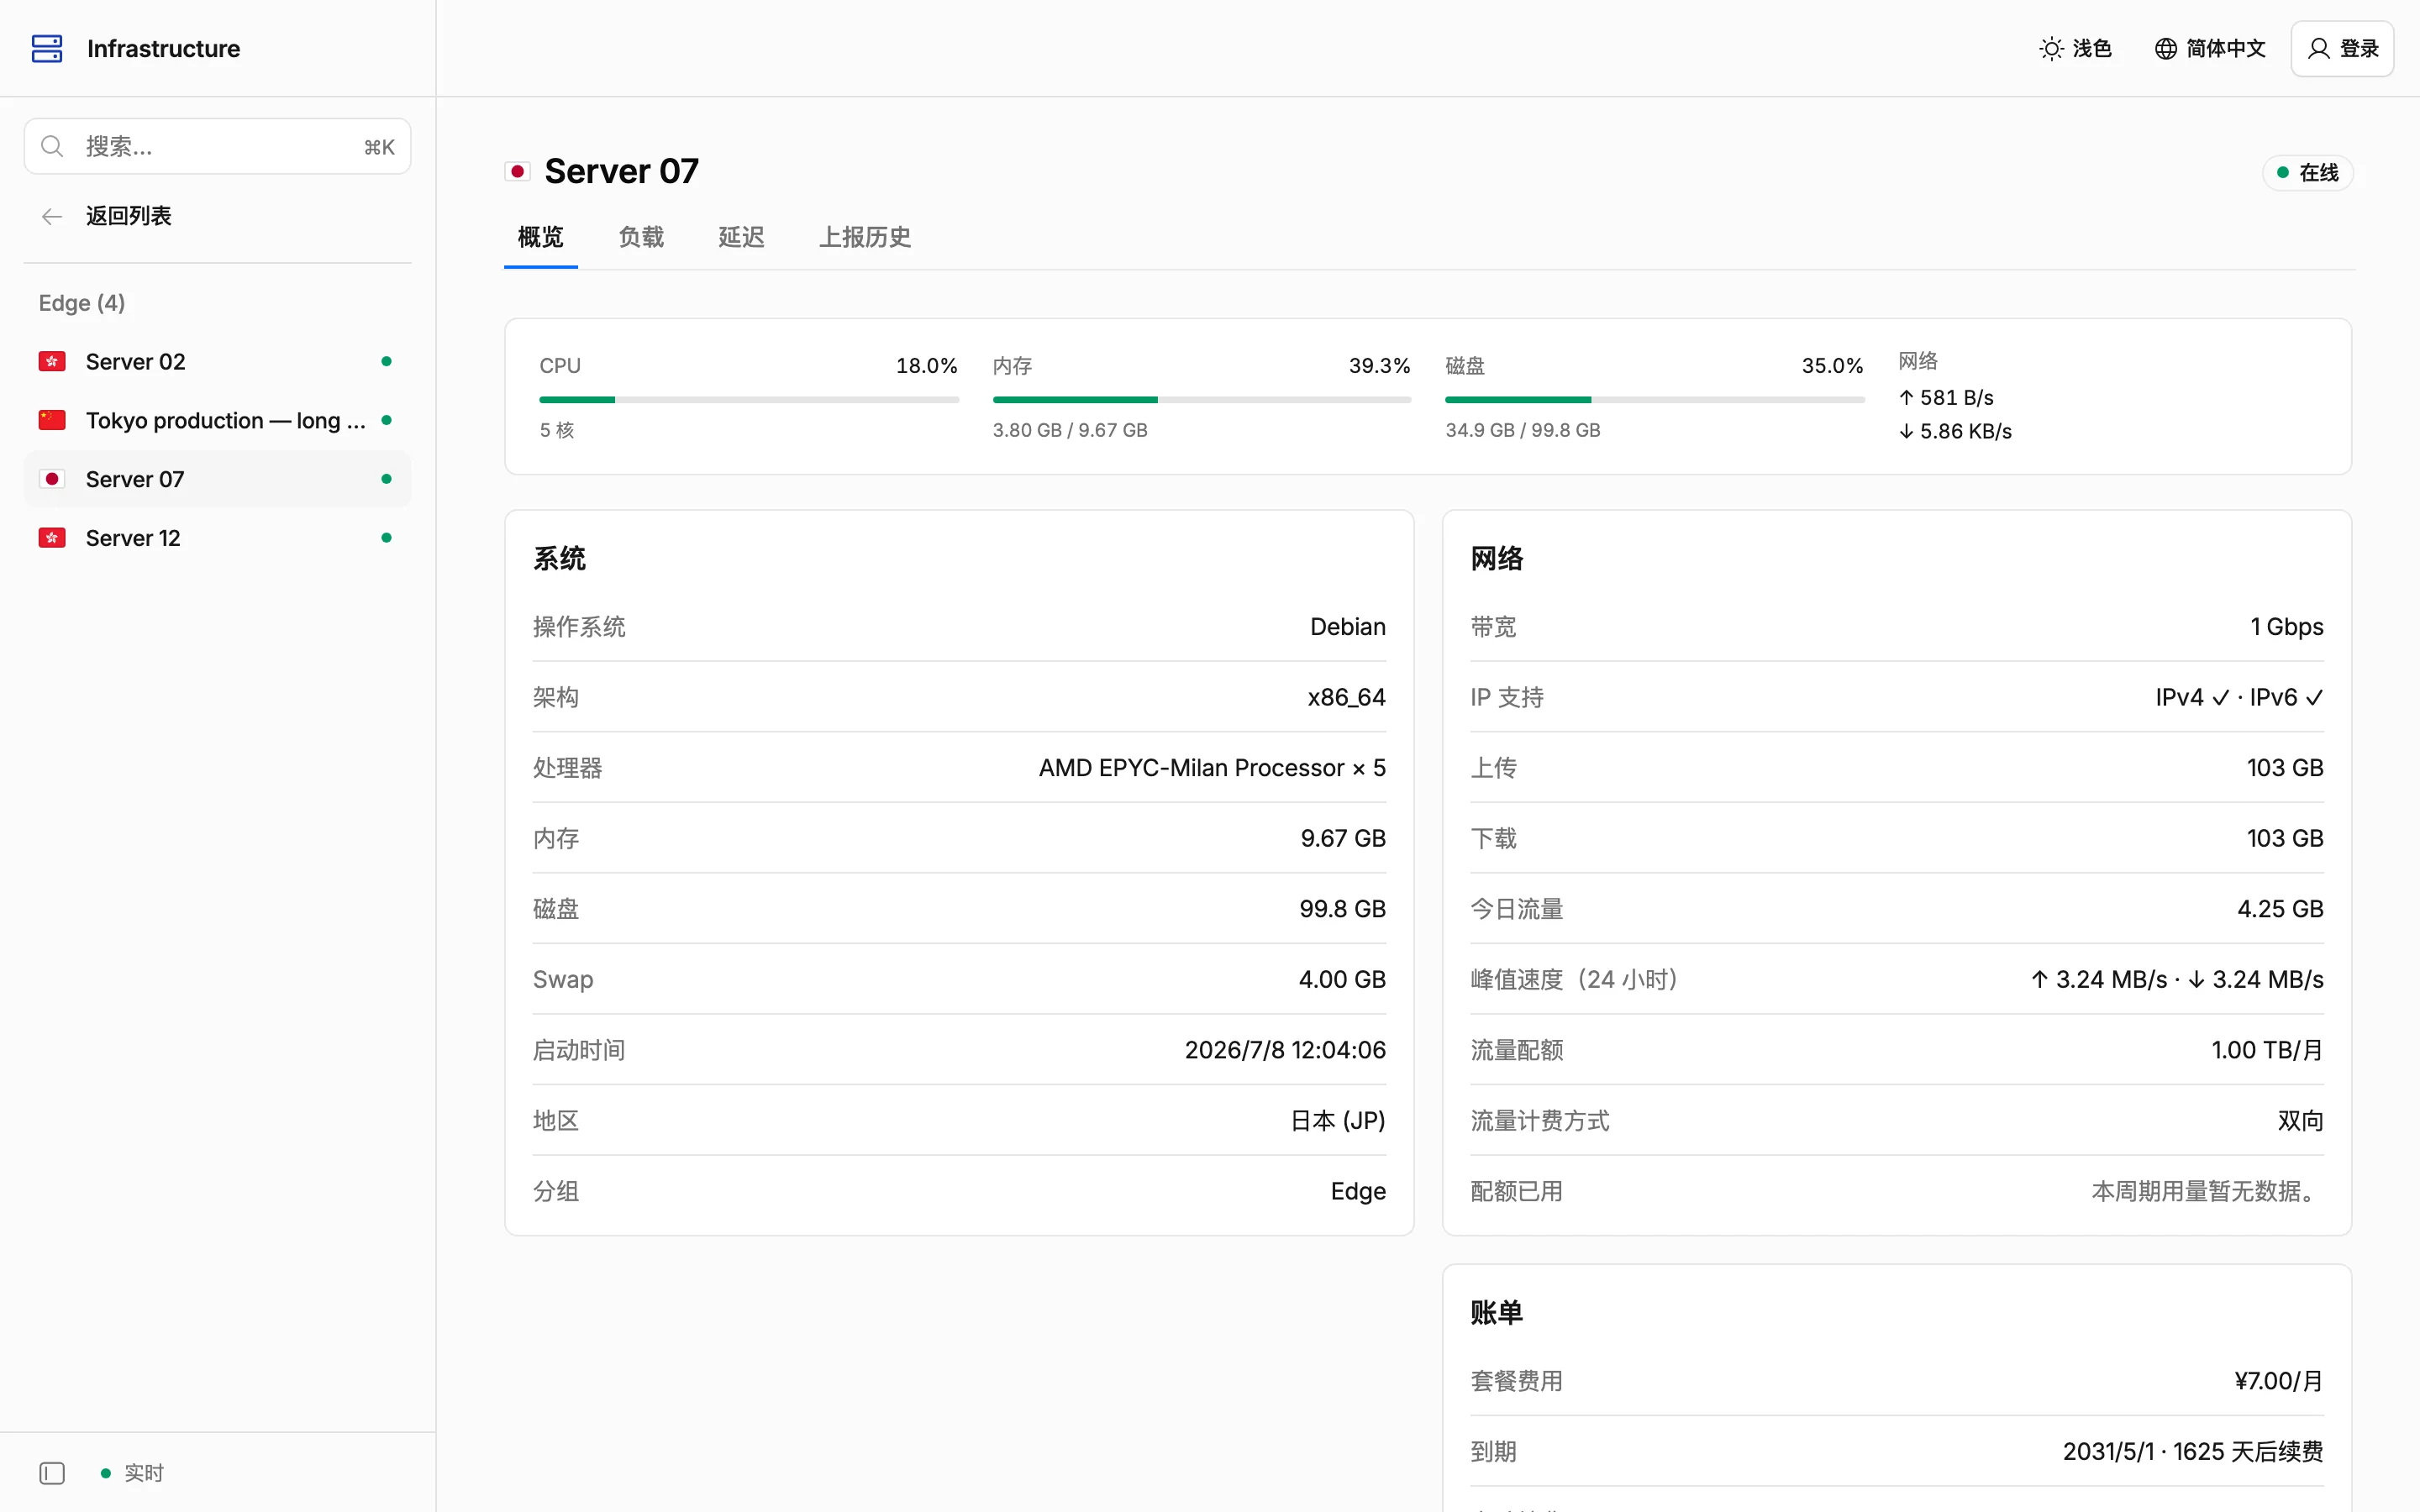 Infrastructure
浅色
简体中文
登录
搜索...
⌘K
返回列表
Edge (4)
Server 02
Tokyo production — long ...
Server 07
Server 12
实时
Server 07
在线
概览
负载
延迟
上报历史
CPU 18.0%
5 核
内存 39.3%
3.80 GB / 9.67 GB
磁盘 35.0%
34.9 GB / 99.8 GB
网络
↑ 581 B/s
↓ 5.86 KB/s
系统
操作系统 Debian
架构 x86_64
处理器 AMD EPYC-Milan Processor × 5
内存 9.67 GB
磁盘 99.8 GB
Swap 4.00 GB
启动时间 2026/7/8 12:04:06
地区 日本 (JP)
分组 Edge
网络
带宽 1 Gbps
IP 支持 IPv4 ✓ · IPv6 ✓
上传 103 GB
下载 103 GB
今日流量 4.25 GB
峰值速度（24 小时） ↑ 3.24 MB/s · ↓ 3.24 MB/s
流量配额 1.00 TB/月
流量计费方式 双向
配额已用 本周期用量暂无数据。
账单
套餐费用 ¥7.00/月
到期 2031/5/1 · 1625 天后续费